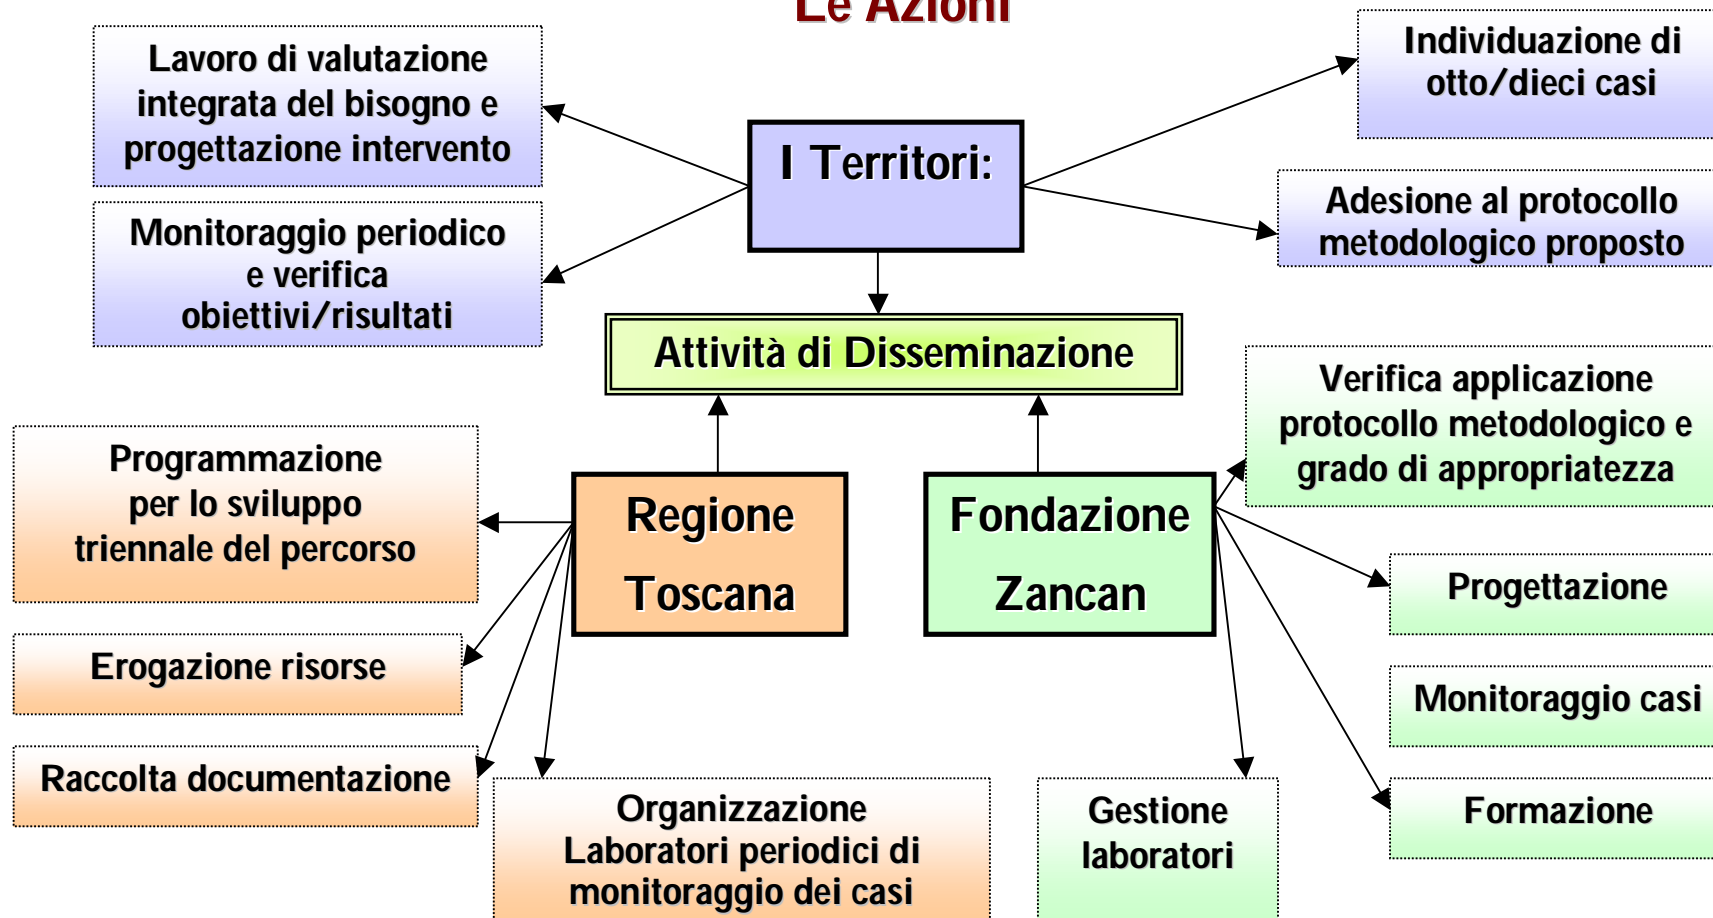 Le Azioni
Lavoro di valutazione
integrata del bisogno e
progettazione intervento
Monitoraggio periodico
e verifica
obiettivi/risultati
I Territori:
Individuazione di
otto/dieci casi
Adesione al protocollo
metodologico proposto
Attività di Disseminazione
Programmazione
per lo sviluppo
triennale del percorso
Erogazione risorse
Raccolta documentazione
Regione
Toscana
Organizzazione
Laboratori periodici di
monitoraggio dei casi
Fondazione
Zancan
Verifica applicazione
protocollo metodologico e
grado di appropriatezza
Progettazione
Monitoraggio casi
Formazione
Gestione
laboratori